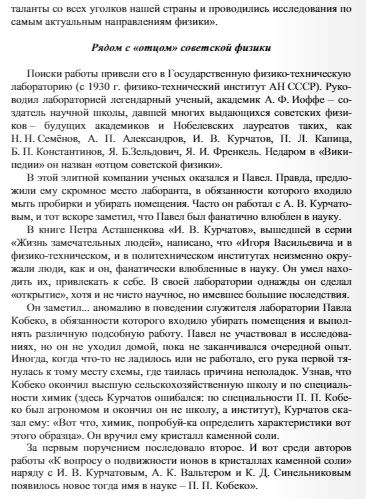 таланты со всех уголков нашей страны и проводились исследования по
самым актуальным направлениям физики».
Рядом с «отцом» советской физики
Поиски работы привели его в Государственную физико-техническую
лабораторию (с 1930 г. физико-технический институт АН СССР). Руко-
водил лабораторией легендарный ученый, академик А. Ф. Иоффе – со-
здатель научной школы, давшей многих выдающихся советских физи-
ков – будущих академиков и Нобелевских лауреатов таких, как
Н. Н. Семёнов, А. П. Александров, И. В. Курчатов, П. Л. Капица,
Б. П. Константинов, Я. Б.Зельдович, Я. И. Френкель. Недаром в «Вики-
педии» он назван «отцом советской физики».
В этой элитной компании ученых оказался и Павел. Правда, предло-
жили ему скромное место лаборанта, в обязанности которого входило
мыть пробирки и убирать помещения. Часто он работал с А. В. Курчато-
вым, и тот вскоре заметил, что Павел был фанатично влюблен в науку.
В книге Петра Асташенкова «И. В. Курчатов», вышедшей в серии
«Жизнь замечательных людей», написано, что «Игоря Васильевича и в
физико-техническом, и в политехническом институтах неизменно окру-
жали люди, как и он, фанатически влюбленные в науку. Он умел нахо-
дить их, привлекать к себе. В своей лаборатории однажды он сделал
«открытие», хотя и не чисто научное, но имевшее большие последствия.
Он заметил... аномалию в поведении служителя лаборатории Павла
Кобеко, в обязанности которого входило убирать помещения и выпол-
нять различную подсобную работу. Павел не участвовал в исследова-
ниях, но он не уходил домой, пока не заканчивался очередной опыт.
Иногда, когда что-то не ладилось или не работало, его рука первой тя-
нулась к тому месту схемы, где таилась причина неполадок. Узнав, что
Кобеко окончил высшую сельскохозяйственную школу и по специаль-
ности химик (здесь Курчатов ошибался: по специальности П. П. Кобе-
ко был агрономом и окончил он не школу, а институт), Курчатов ска-
зал ему: «Вот что, химик, попробуй-ка определить характеристики вот
этого образца». Он вручил ему кристалл каменной соли.
За первым поручением последовало второе. И вот среди авторов
работы «К вопросу о подвижности ионов в кристаллах каменной соли»
наряду с И. В. Курчатовым, А. К. Вальтером и К. Д. Синельниковым
появилось новое тогда имя в науке – П. П. Кобеко».